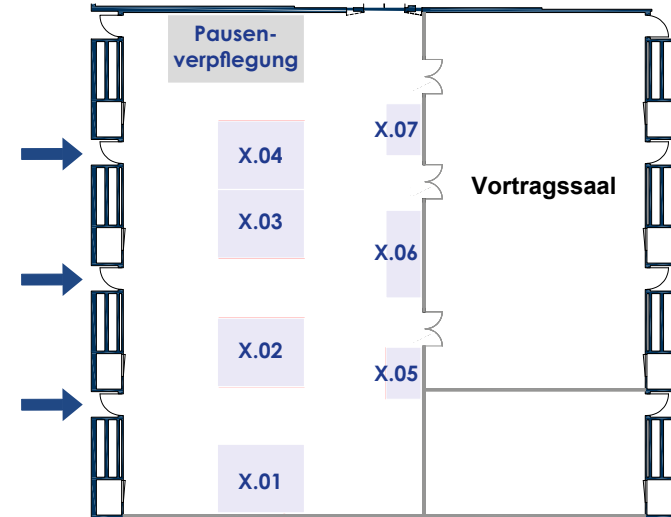 Pausen-
verpflegung
X.07
X.04
Vortragssaal
X.03
X.06
X.02
X.05
X.01